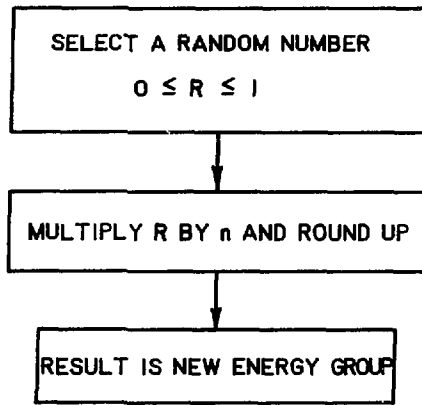 SELECT A RANDOM NUMBER
0 ≤ R ≤ 1
MULTIPLY R BY n AND ROUND UP
RESULT IS NEW ENERGY GROUP